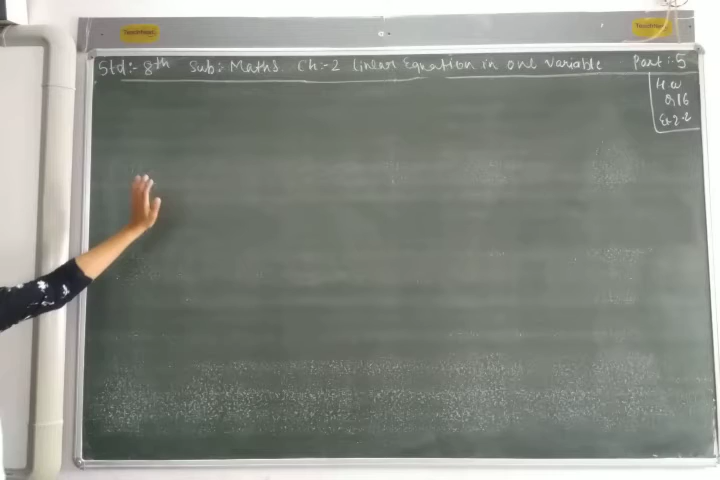 Std:- 8th Sub:- Maths. Ch:-2 Linear Equation in one variable Part:-5
H.W
Q.16
Ex-2.2